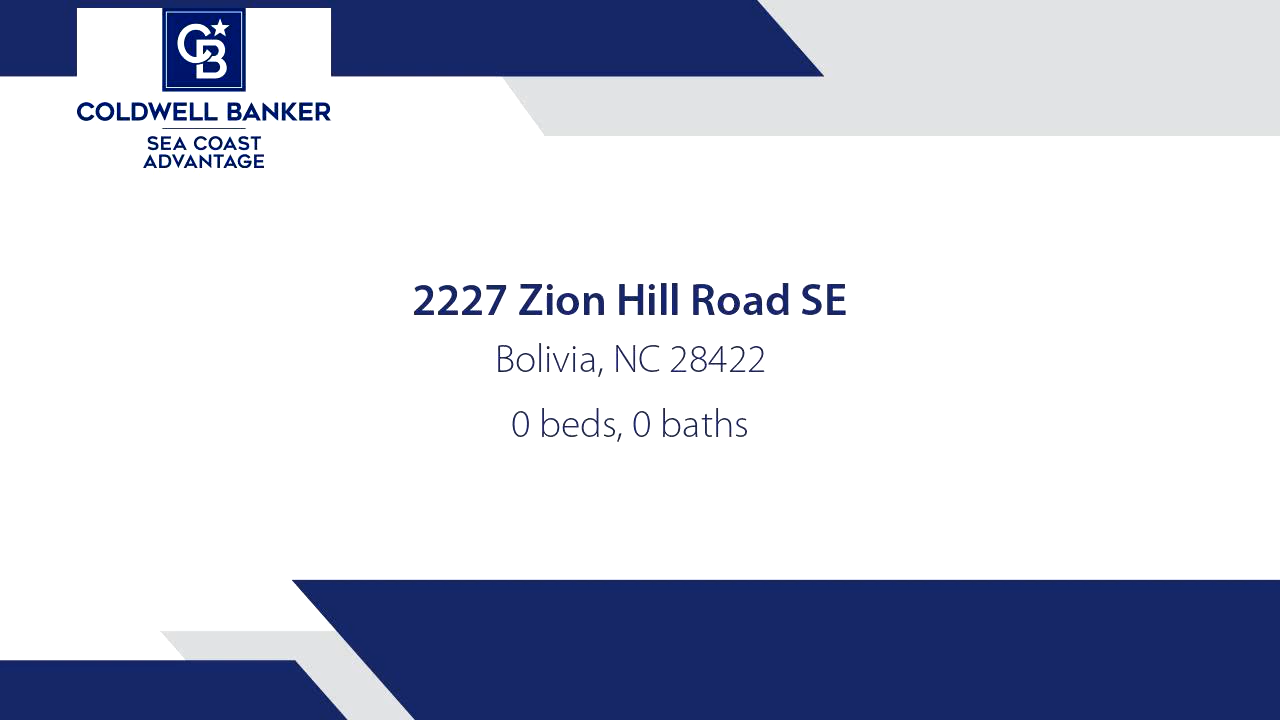 CB
COLDWELL BANKER
SEA COAST
ADVANTAGE
2227 Zion Hill Road SE
Bolivia, NC 28422
0 beds, 0 baths